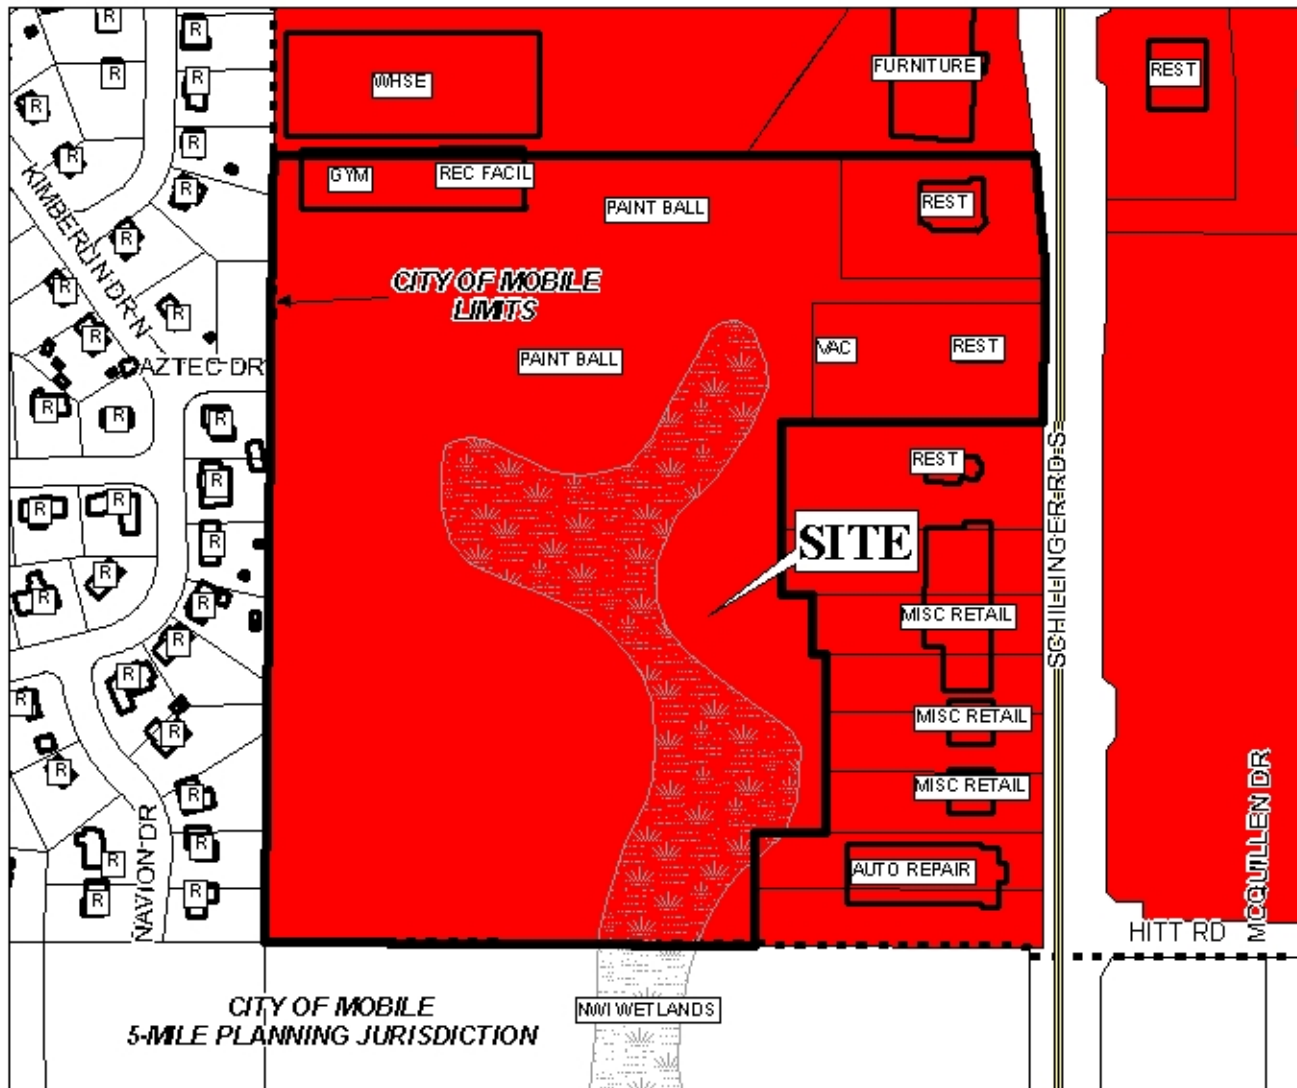 R
R
R
R
R
R
R
R
WHSE
FURNITURE
REST
GYM
REC FACIL
PAINT BALL
REST
KIMBERLIN DR N
R
R
R
R
CITY OF MOBILE
LIMITS
AZTEC DR
PAINT BALL
VAC
REST
R
R
R
REST
SCHILLINGER RD S
R
R
R
R
SITE
R
R
R
MISC RETAIL
R
R
R
MISC RETAIL
R
R
MISC RETAIL
R
NAVION DR
R
R
AUTO REPAIR
R
R
MCQUILLEN DR
HITT RD
CITY OF MOBILE
5-MILE PLANNING JURISDICTION
NWI WETLANDS